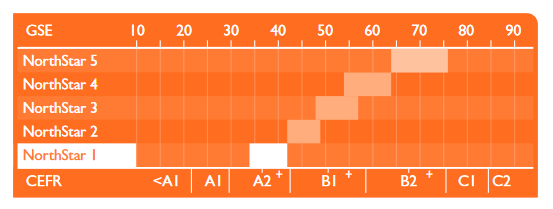 GSE 10 20 30 40 50 60 70 80 90
NorthStar 5
NorthStar 4
NorthStar 3
NorthStar 2
NorthStar 1
CEFR <A1 A1 A2 + B1 + B2 + C1 C2